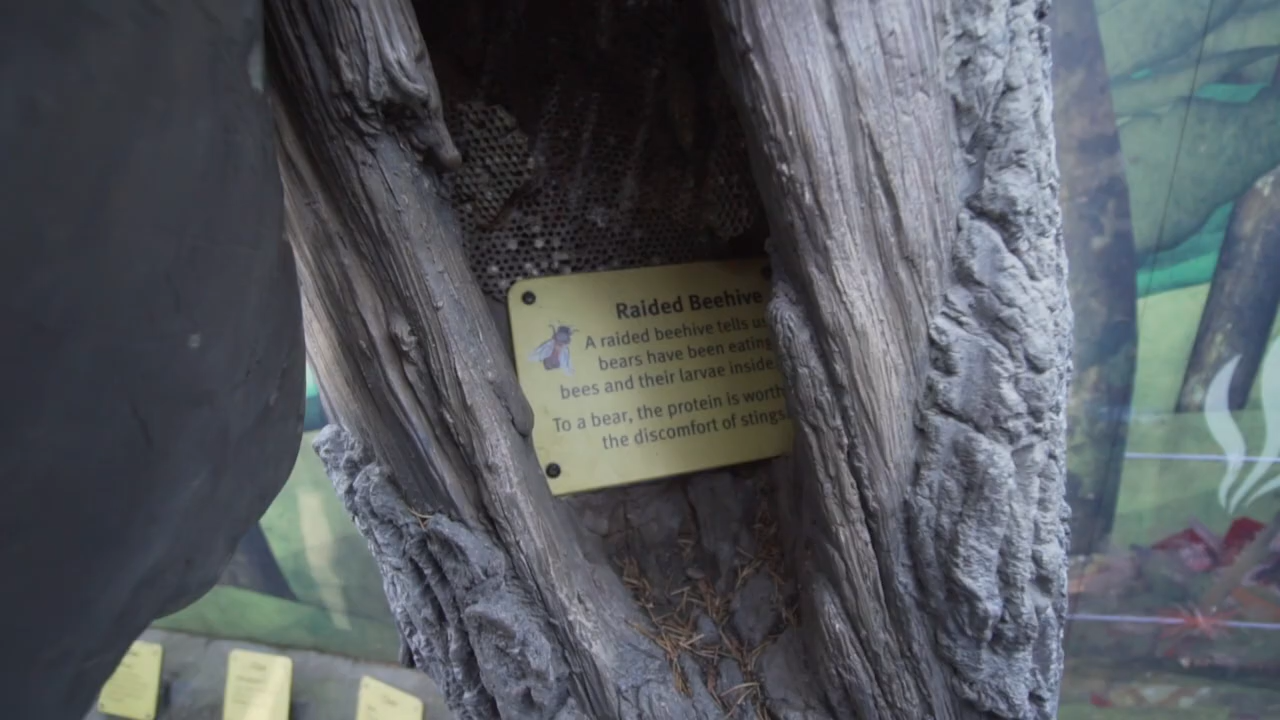 Raided Beehive
A raided beehive tells us
bears have been eating
bees and their larvae inside
To a bear, the protein is worth
the discomfort of stings.